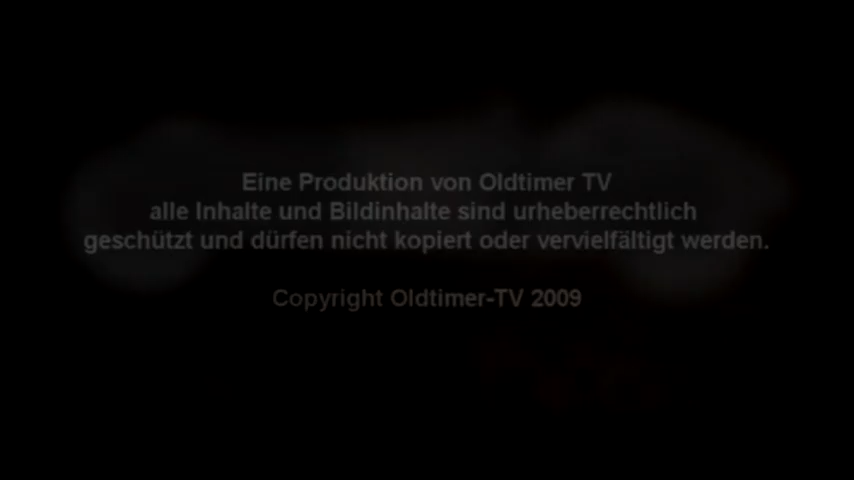 Eine Produktion von Oldtimer TV
alle Inhalte und Bildinhalte sind urheberrechtlich
geschützt und dürfen nicht kopiert oder vervielfältigt werden.
Copyright Oldtimer-TV 2009